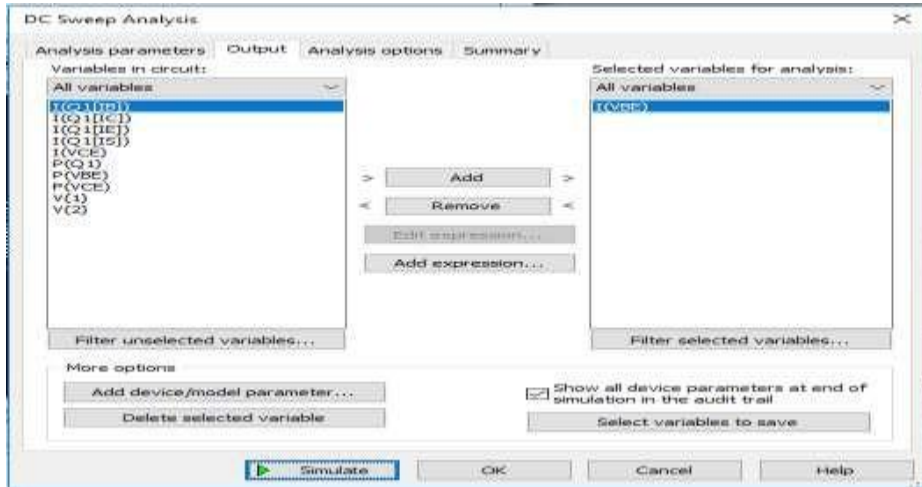 DC Sweep Analysis
Analysis parameters Output Analysis options Summary
Variables in circuit:
All variables
I(Q1[IB])
I(Q1[IC])
I(Q1[IE])
I(Q1[IS])
I(VCE)
P(Q1)
P(VBE)
P(VCE)
V(1)
V(2)
Filter unselected variables...
> Add >
< Remove <
Edit expression...
Add expression...
Selected variables for analysis:
All variables
I(VBE)
Filter selected variables...
More options
Add device/model parameter...
Delete selected variable
Show all device parameters at end of
simulation in the audit trail
Select variables to save
Simulate OK Cancel Help